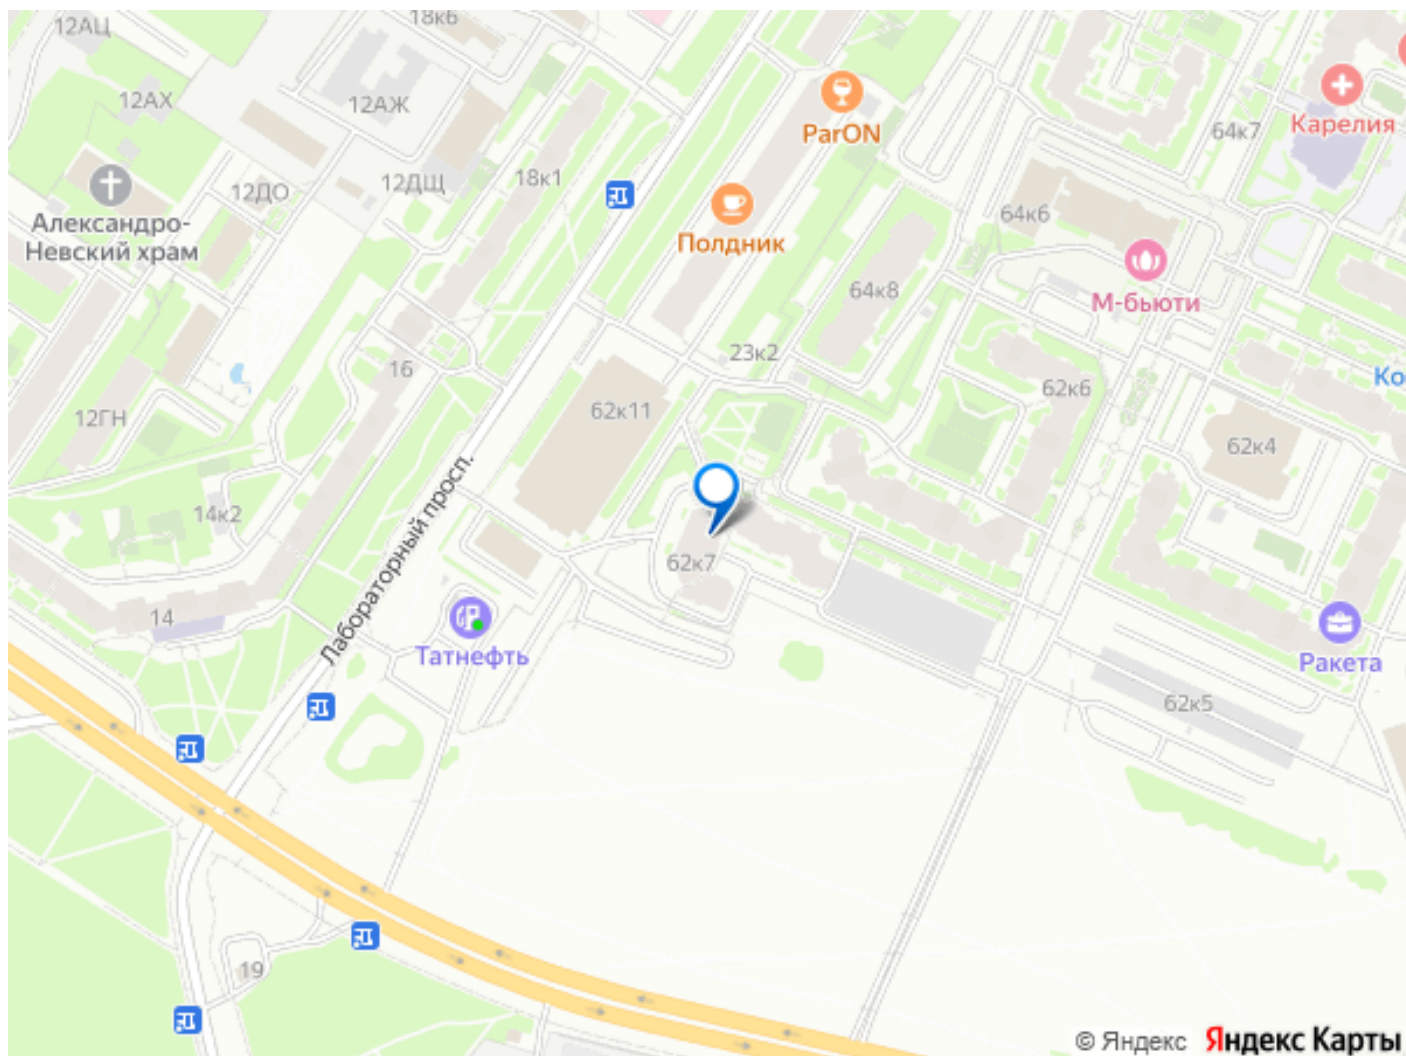 18к6
12АЦ
12АХ
12АЖ
ParON
Карелия
64к7
18к1
12ДЩ
12ДО
Александро-
Невский храм
Полдник
64к6
М-бьюти
64к8
23к2
16
Ко
62к6
62к11
12ГН
62к4
14к2
Лабораторный просп.
62к7
14
Татнефть
Ракета
62к5
19
© Яндекс Яндекс Карты